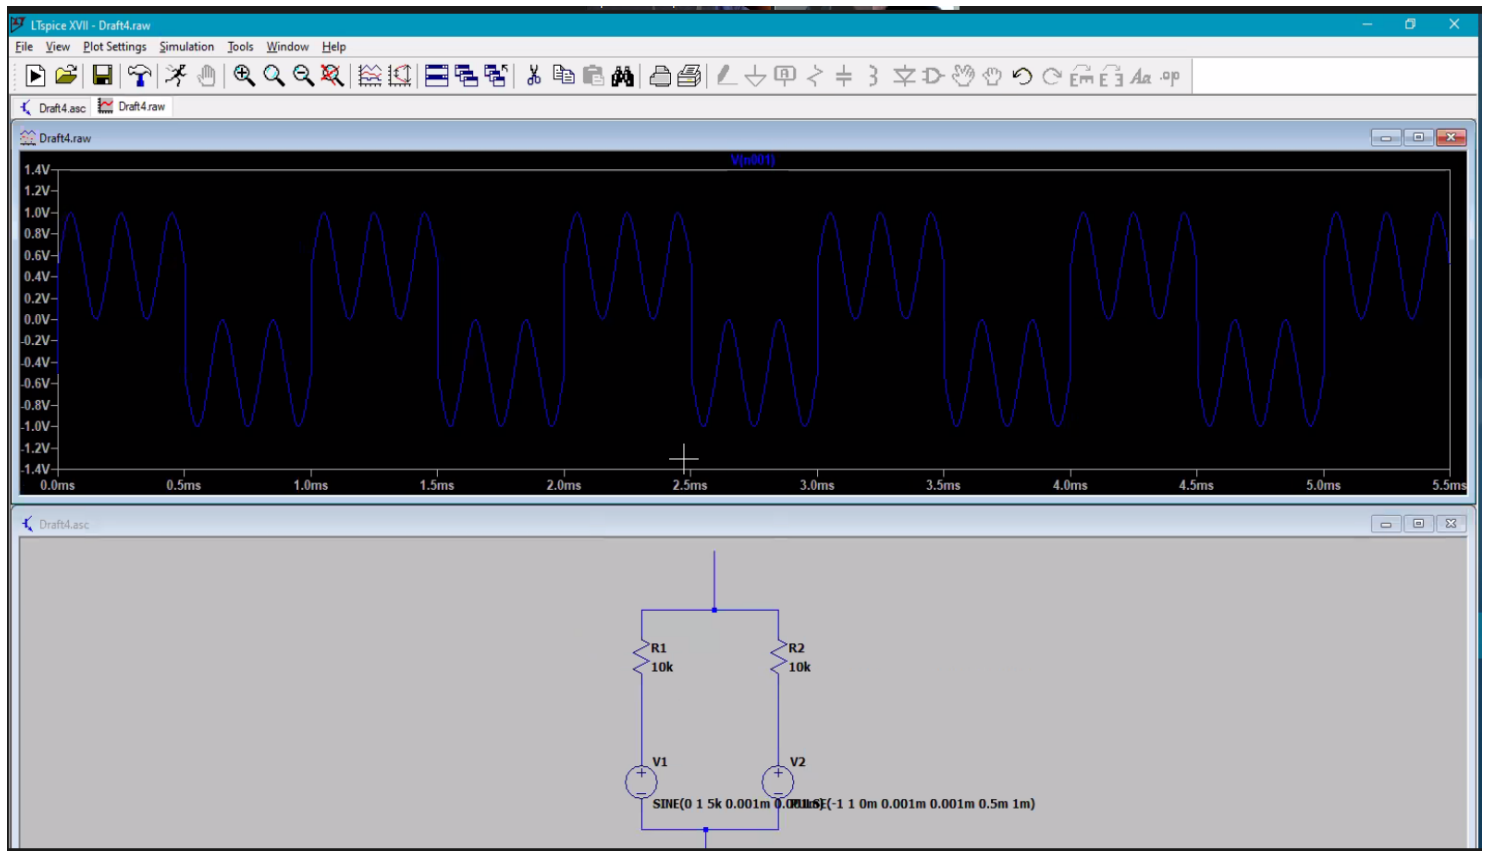 LTspice XVII - Draft4.raw
File View Plot Settings Simulation Tools Window Help
Aa .op
Draft4.asc Draft4.raw
Draft4.raw
V(n001)
1.4V
1.2V
1.0V
0.8V
0.6V
0.4V
0.2V
0.0V
-0.2V
-0.4V
-0.6V
-0.8V
-1.0V
-1.2V
-1.4V
0.0ms 0.5ms 1.0ms 1.5ms 2.0ms 2.5ms 3.0ms 3.5ms 4.0ms 4.5ms 5.0ms 5.5ms
Draft4.asc
R1 R2
10k 10k
V1 V2
SINE(0 1 5k 0.001m PULSE(-1 1 0m 0.001m 0.001m 0.5m 1m)